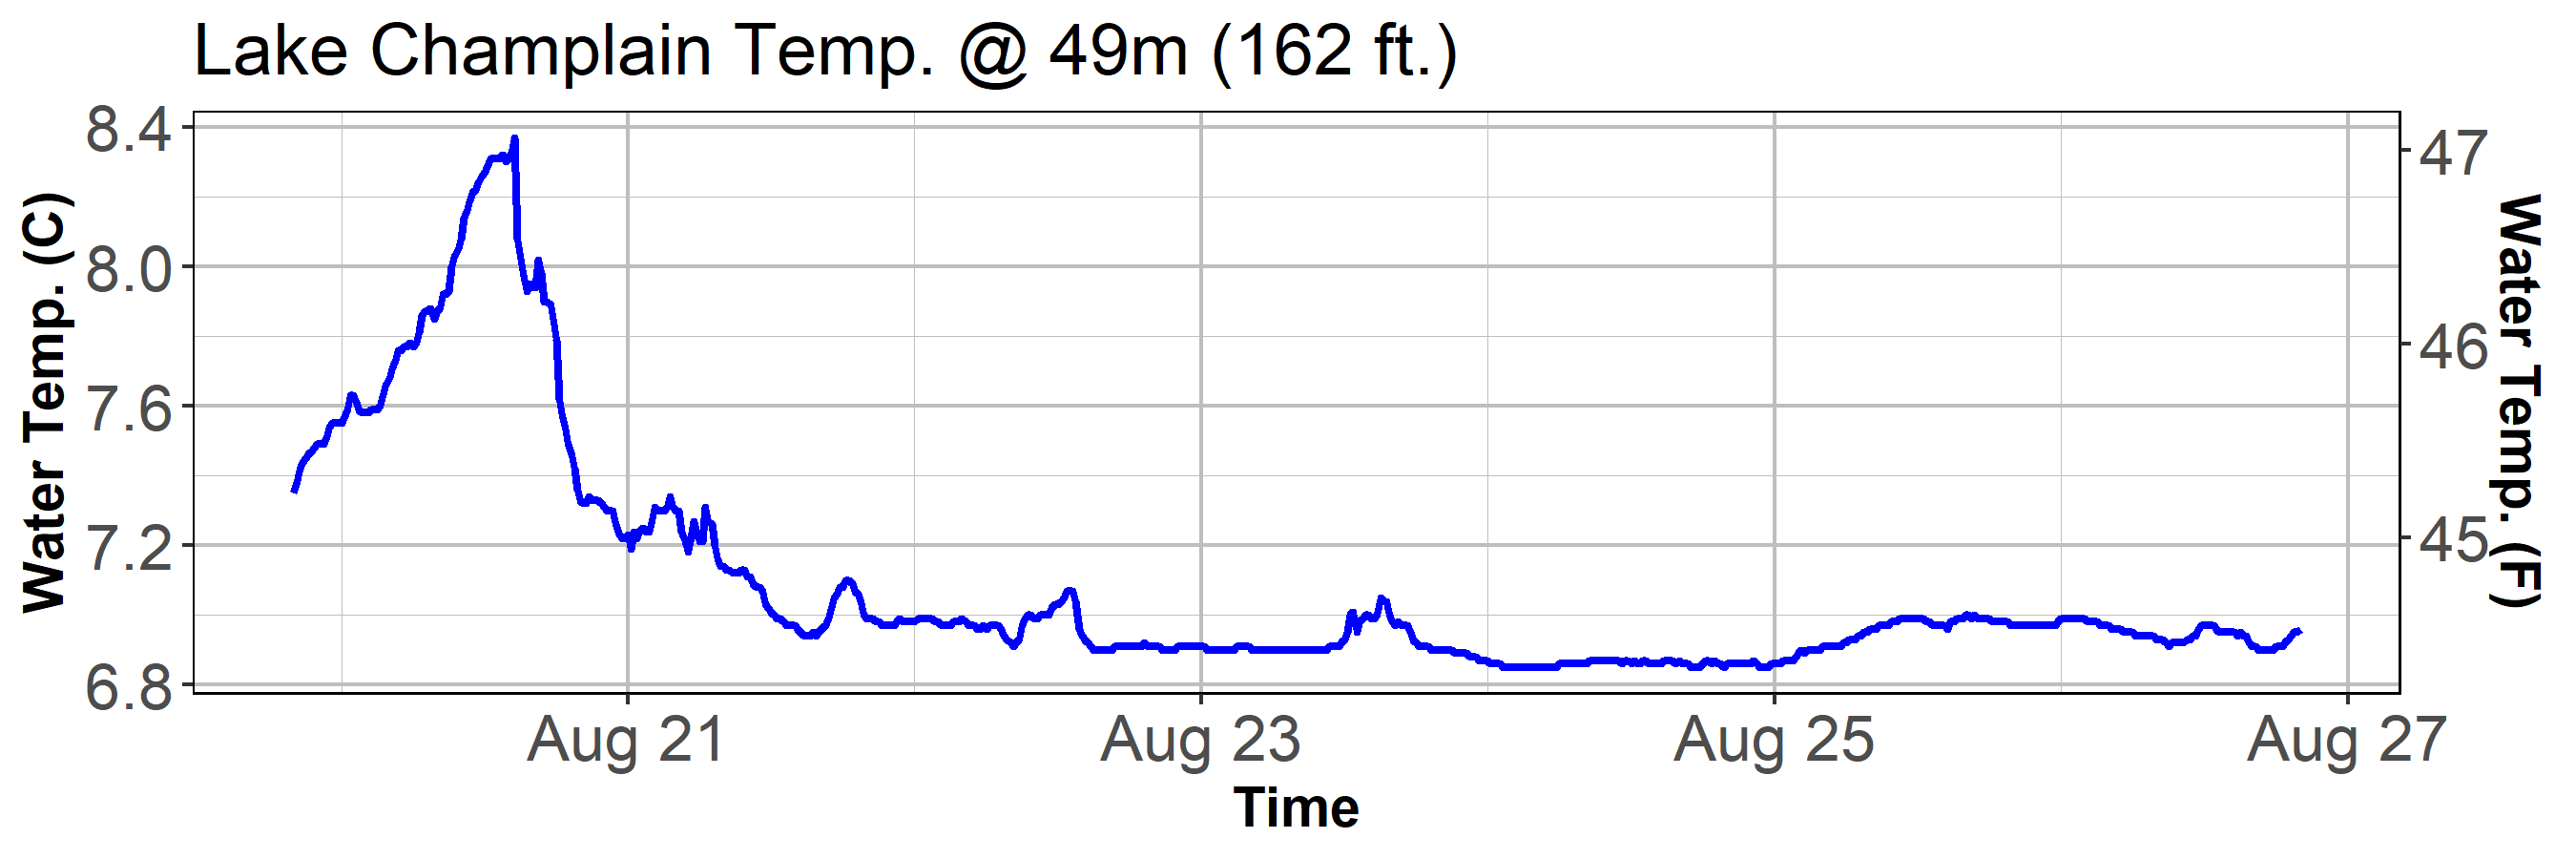 Lake Champlain Temp. @ 49m (162 ft.)
Water Temp. (C)
8.4
8.0
7.6
7.2
6.8
47
46
45
Water Temp. (F)
Aug 21
Aug 23
Aug 25
Aug 27
Time